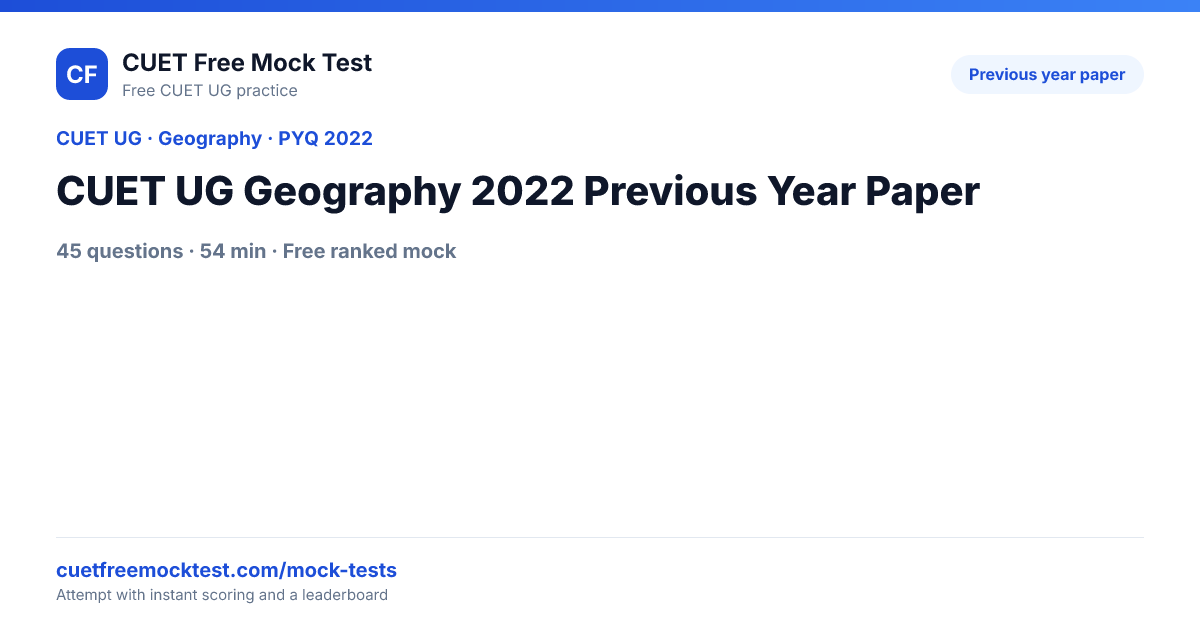 CF
CUET Free Mock Test
Free CUET UG practice
Previous year paper
CUET UG · Geography · PYQ 2022
CUET UG Geography 2022 Previous Year Paper
45 questions · 54 min · Free ranked mock
cuetfreemocktest.com/mock-tests
Attempt with instant scoring and a leaderboard